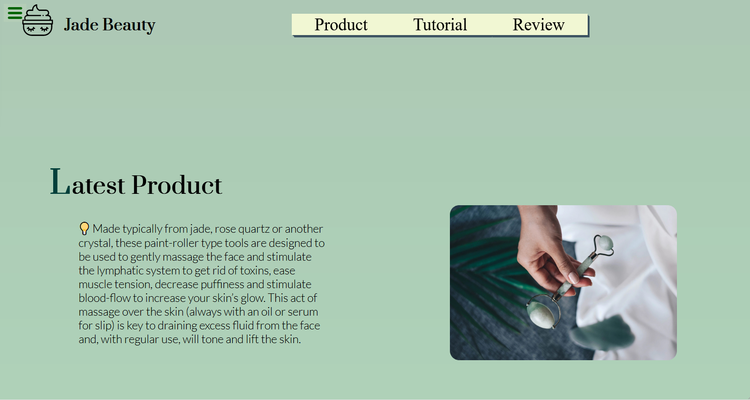 Jade Beauty
Product Tutorial Review
Latest Product
Made typically from jade, rose quartz or another
crystal, these paint-roller type tools are designed to
be used to gently massage the face and stimulate
the lymphatic system to get rid of toxins, ease
muscle tension, decrease puffiness and stimulate
blood-flow to increase your skin's glow. This act of
massage over the skin (always with an oil or serum
for slip) is key to draining excess fluid from the face
and, with regular use, will tone and lift the skin.